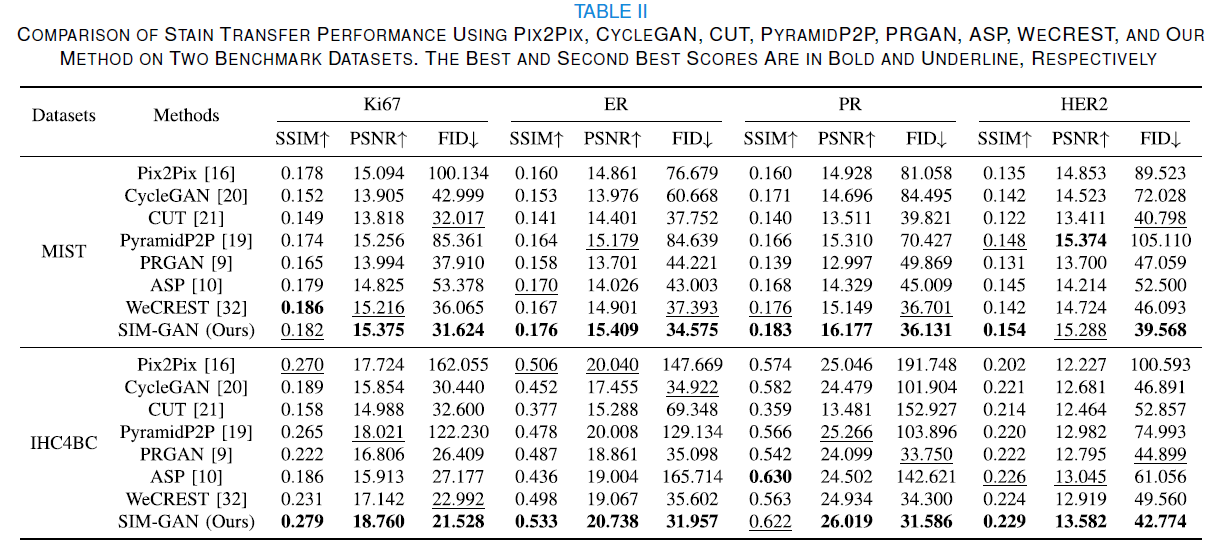 TABLE II
COMPARISON OF STAIN TRANSFER PERFORMANCE USING PIX2PIX, CYCLEGAN, CUT, PYRAMIDP2P, PRGAN, ASP, WECREST, AND OUR
METHOD ON TWO BENCHMARK DATASETS. THE BEST AND SECOND BEST SCORES ARE IN BOLD AND UNDERLINE, RESPECTIVELY
Datasets Methods Ki67 ER PR HER2
SSIM↑ PSNR↑ FID↓ SSIM↑ PSNR↑ FID↓ SSIM↑ PSNR↑ FID↓ SSIM↑ PSNR↑ FID↓
MIST
Pix2Pix [16] 0.178 15.094 100.134 0.160 14.861 76.679 0.160 14.928 81.058 0.135 14.853 89.523
CycleGAN [20] 0.152 13.905 42.999 0.153 13.976 60.668 0.171 14.696 84.495 0.142 14.523 72.028
CUT [21] 0.149 13.818 32.017 0.141 14.401 37.752 0.140 13.511 39.821 0.122 13.411 40.798
PyramidP2P [19] 0.174 15.256 85.361 0.164 15.179 84.639 0.166 15.310 70.427 0.148 15.374 105.110
PRGAN [9] 0.165 13.994 37.910 0.158 13.701 44.221 0.139 12.997 49.869 0.131 13.700 47.059
ASP [10] 0.179 14.825 53.378 0.170 14.026 43.003 0.168 14.329 45.009 0.145 14.214 52.500
WeCREST [32] 0.186 15.216 36.065 0.167 14.901 37.393 0.176 15.149 36.701 0.142 14.724 46.093
SIM-GAN (Ours) 0.182 15.375 31.624 0.176 15.409 34.575 0.183 16.177 36.131 0.154 15.288 39.568
IHC4BC
Pix2Pix [16] 0.270 17.724 162.055 0.506 20.040 147.669 0.574 25.046 191.748 0.202 12.227 100.593
CycleGAN [20] 0.189 15.854 30.440 0.452 17.455 34.922 0.582 24.479 101.904 0.221 12.681 46.891
CUT [21] 0.158 14.988 32.600 0.377 15.288 69.348 0.359 13.481 152.927 0.214 12.464 52.857
PyramidP2P [19] 0.265 18.021 122.230 0.478 20.008 129.134 0.566 25.266 103.896 0.220 12.982 74.993
PRGAN [9] 0.222 16.806 26.409 0.487 18.861 35.098 0.542 24.099 33.750 0.222 12.795 44.899
ASP [10] 0.186 15.913 27.177 0.436 19.004 165.714 0.630 24.502 142.621 0.226 13.045 61.056
WeCREST [32] 0.231 17.142 22.992 0.498 19.067 35.602 0.563 24.934 34.300 0.224 12.919 49.560
SIM-GAN (Ours) 0.279 18.760 21.528 0.533 20.738 31.957 0.622 26.019 31.586 0.229 13.582 42.774